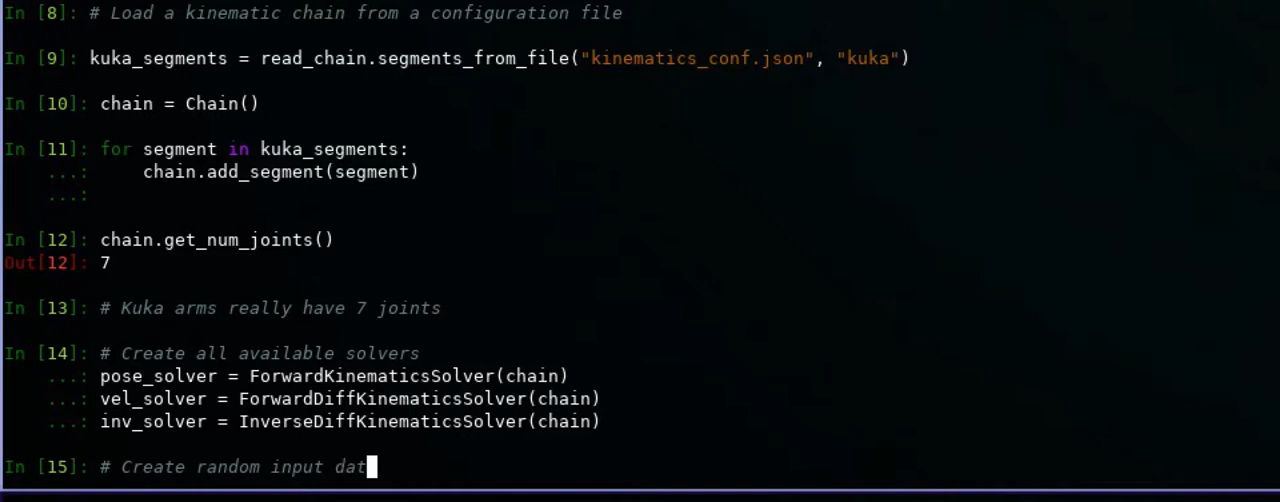 In [8]: # Load a kinematic chain from a configuration file
In [9]: kuka_segments = read_chain.segments_from_file("kinematics_conf.json", "kuka")
In [10]: chain = Chain()
In [11]: for segment in kuka_segments:
...: chain.add_segment(segment)
...:
In [12]: chain.get_num_joints()
Out[12]: 7
In [13]: # Kuka arms really have 7 joints
In [14]: # Create all available solvers
...: pose_solver = ForwardKinematicsSolver(chain)
...: vel_solver = ForwardDiffKinematicsSolver(chain)
...: inv_solver = InverseDiffKinematicsSolver(chain)
In [15]: # Create random input dat